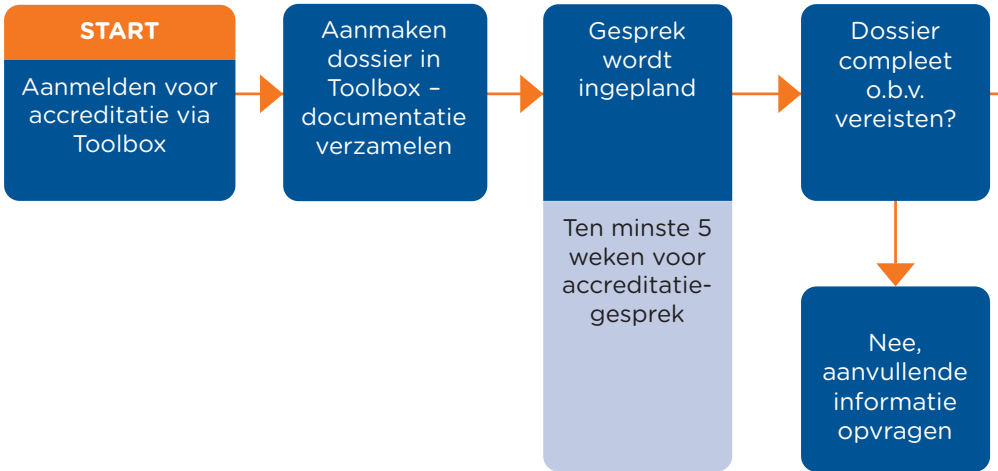 START
Aanmelden voor
accreditatie via
Toolbox
Aanmaken
dossier in
Toolbox –
documentatie
verzamelen
Gesprek
wordt
ingepland
Ten minste 5
weken voor
accreditatie-
gesprek
Dossier
compleet
o.b.v.
vereisten?
Nee,
aanvullende
informatie
opvragen